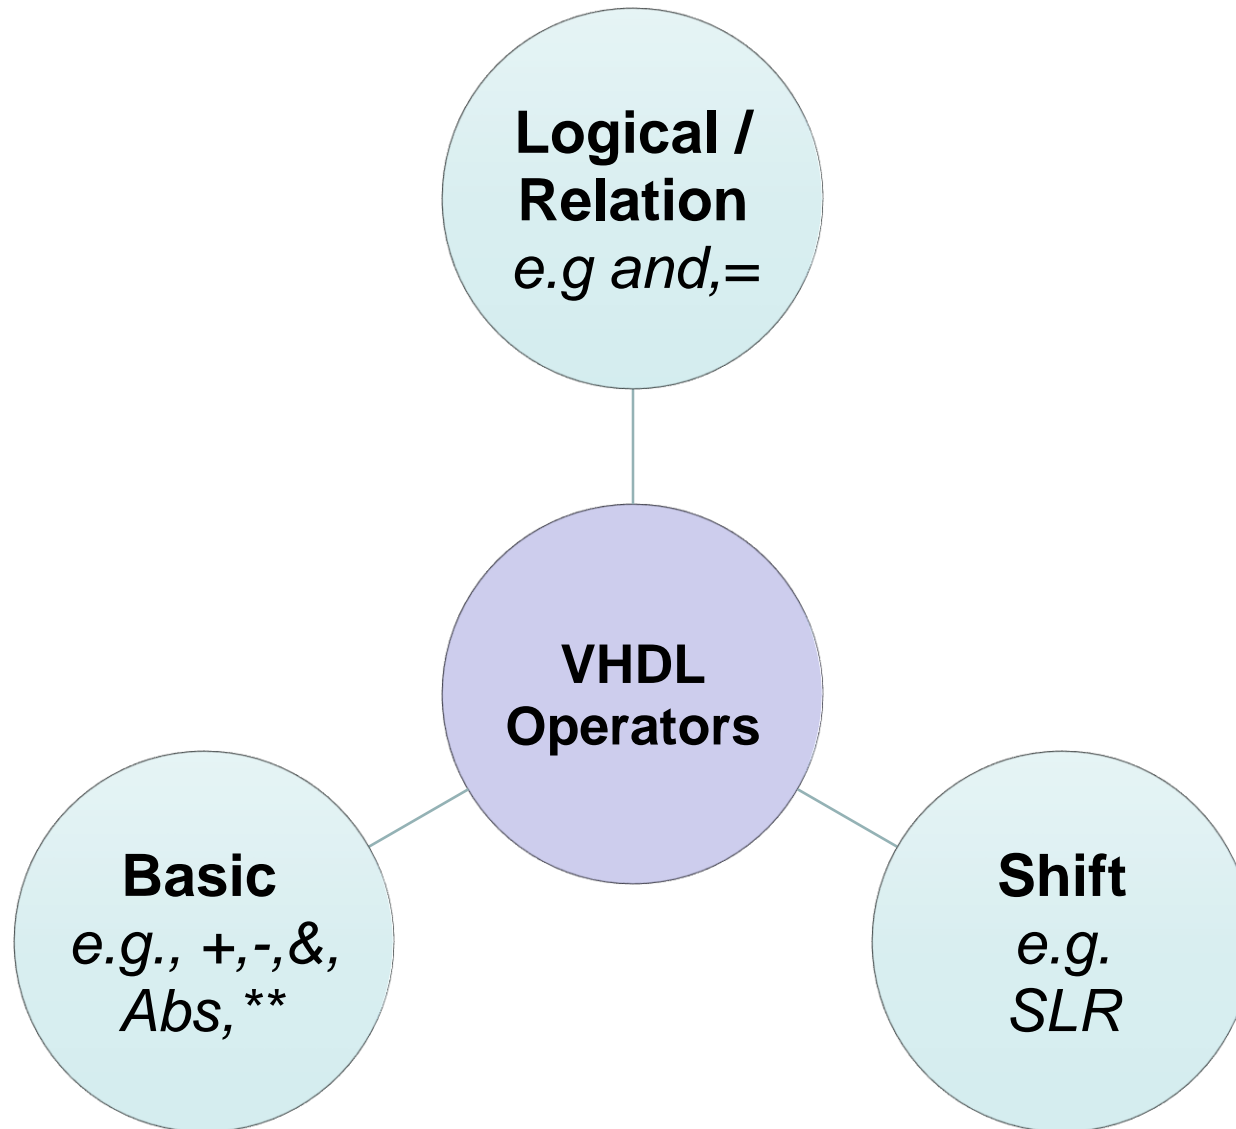 Logical /
Relation
e.g and,=
VHDL
Operators
Basic
e.g., +,-,&,
Abs,**
Shift
e.g.
SLR